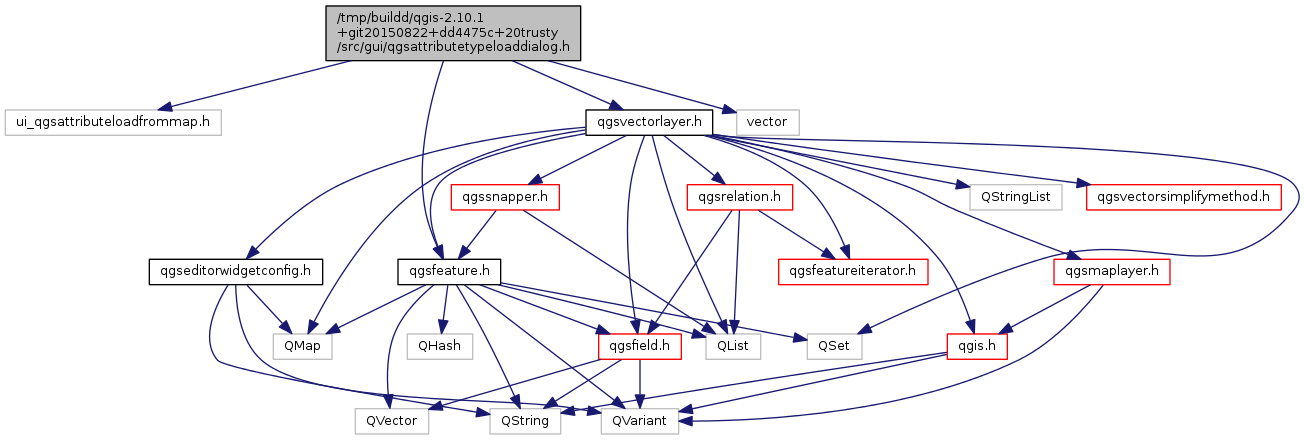 /tmp/buildd/qgis-2.10.1
+git20150822+dd4475c+20trusty
/src/gui/qgsattributetypeloaddialog.h
ui_qgsattributeloadfrommap.h
qgsvectorlayer.h
vector
qgssnapper.h
qgsrelation.h
QStringList
qgsvectorsimplifymethod.h
qgseditorwidgetconfig.h
qgsfeature.h
qgsfeatureiterator.h
qgsmaplayer.h
QMap
QHash
qgsfield.h
QList
QSet
qgis.h
QVector
QString
QVariant